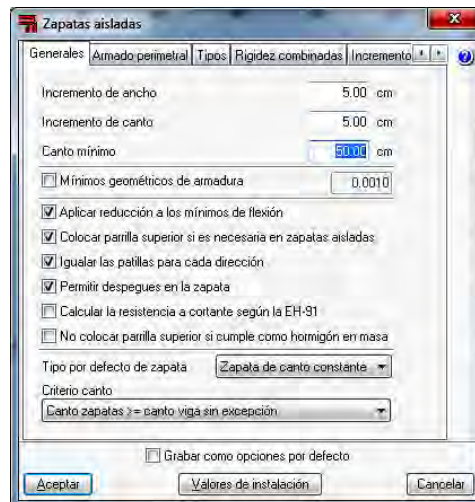 Zapatas aisladas
Generales Armado perimetral Tipos Rigidez combinadas Incremento
Incremento de ancho 5.00 cm
Incremento de canto 5.00 cm
Canto mínimo 50.00 cm
Mínimos geométricos de armadura 0.0010
Aplicar reducción a los mínimos de flexión
Colocar parrilla superior si es necesaria en zapatas aisladas
Igualar las patillas para cada dirección
Permitir despegues en la zapata
Calcular la resistencia a cortante según la EH-91
No colocar parrilla superior si cumple como hormigón en masa
Tipo por defecto de zapata Zapata de canto constante
Criterio canto
Canto zapatas >= canto viga sin excepción
Grabar como opciones por defecto
Aceptar Valores de instalación Cancelar